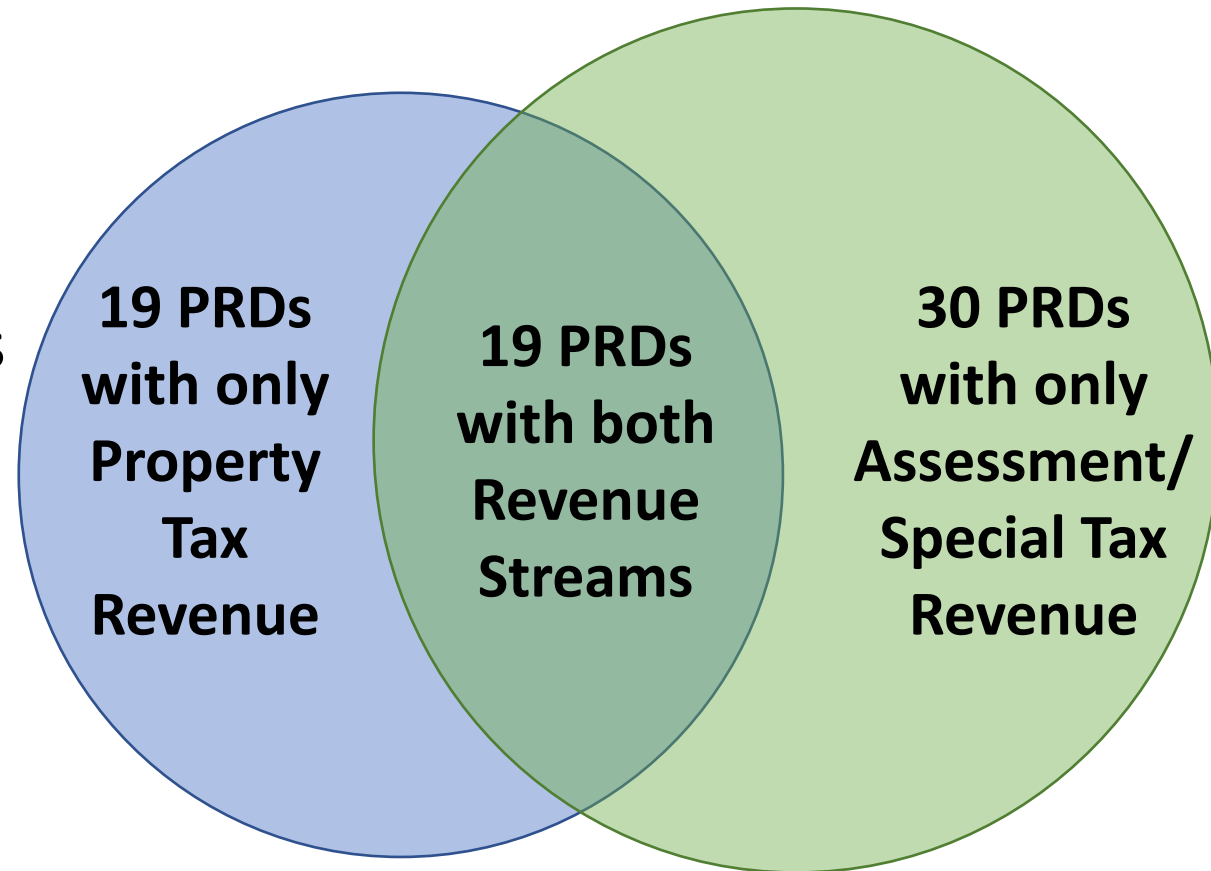 19 PRDs
with only
Property
Tax
Revenue
19 PRDs
with both
Revenue
Streams
30 PRDs
with only
Assessment/
Special Tax
Revenue